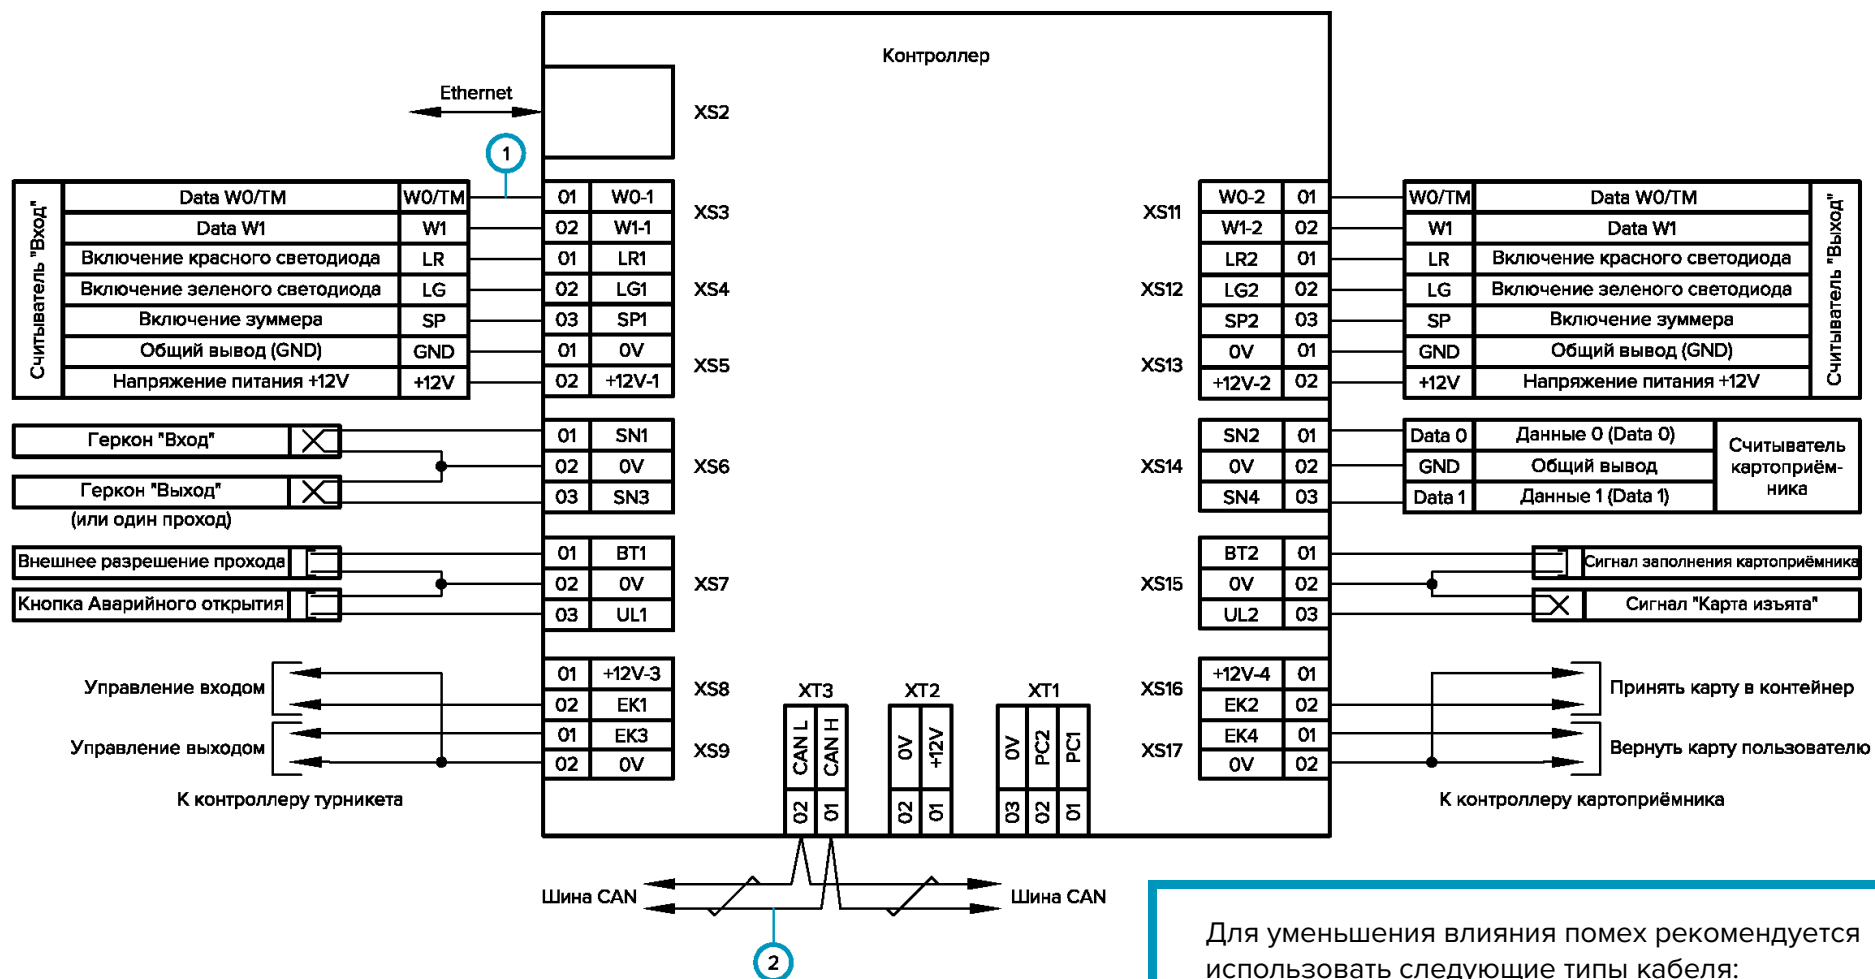 Контроллер
Ethernet
XS2
1
Считыватель "Вход"
Data W0/TM W0/TM 01 W0-1
Data W1 W1 02 W1-1
XS3
Включение красного светодиода LR 01 LR1
Включение зеленого светодиода LG 02 LG1
Включение зуммера SP 03 SP1
XS4
Общий вывод (GND) GND 01 0V
Напряжение питания +12V +12V 02 +12V-1
XS5
Геркон "Вход"
Геркон "Выход"
(или один проход)
01 SN1
02 0V
03 SN3
XS6
Внешнее разрешение прохода
Кнопка Аварийного открытия
01 BT1
02 0V
03 UL1
XS7
Управление входом
Управление выходом
К контроллеру турникета
01 +12V-3
02 EK1
XS8
01 EK3
02 0V
XS9
XS11
W0-2 01 W0/TM Data W0/TM
W1-2 02 W1 Data W1
XS12
LR2 01 LR Включение красного светодиода
LG2 02 LG Включение зеленого светодиода
SP2 03 SP Включение зуммера
XS13
0V 01 GND Общий вывод (GND)
+12V-2 02 +12V Напряжение питания +12V
Считыватель "Выход"
XS14
SN2 01 Data 0 Данные 0 (Data 0)
0V 02 GND Общий вывод
SN4 03 Data 1 Данные 1 (Data 1)
Считыватель
картоприём-
ника
XS15
BT2 01
0V 02
UL2 03
Сигнал заполнения картоприёмника
Сигнал "Карта изъята"
XS16
+12V-4 01
EK2 02
XS17
EK4 01
0V 02
Принять карту в контейнер
Вернуть карту пользователю
К контроллеру картоприёмника
XT3
CAN L 02
CAN H 01
XT2
0V 02
+12V 01
XT1
0V 03
PC2 02
PC1 01
Шина CAN
Шина CAN
2
Для уменьшения влияния помех рекомендуется
использовать следующие типы кабеля: